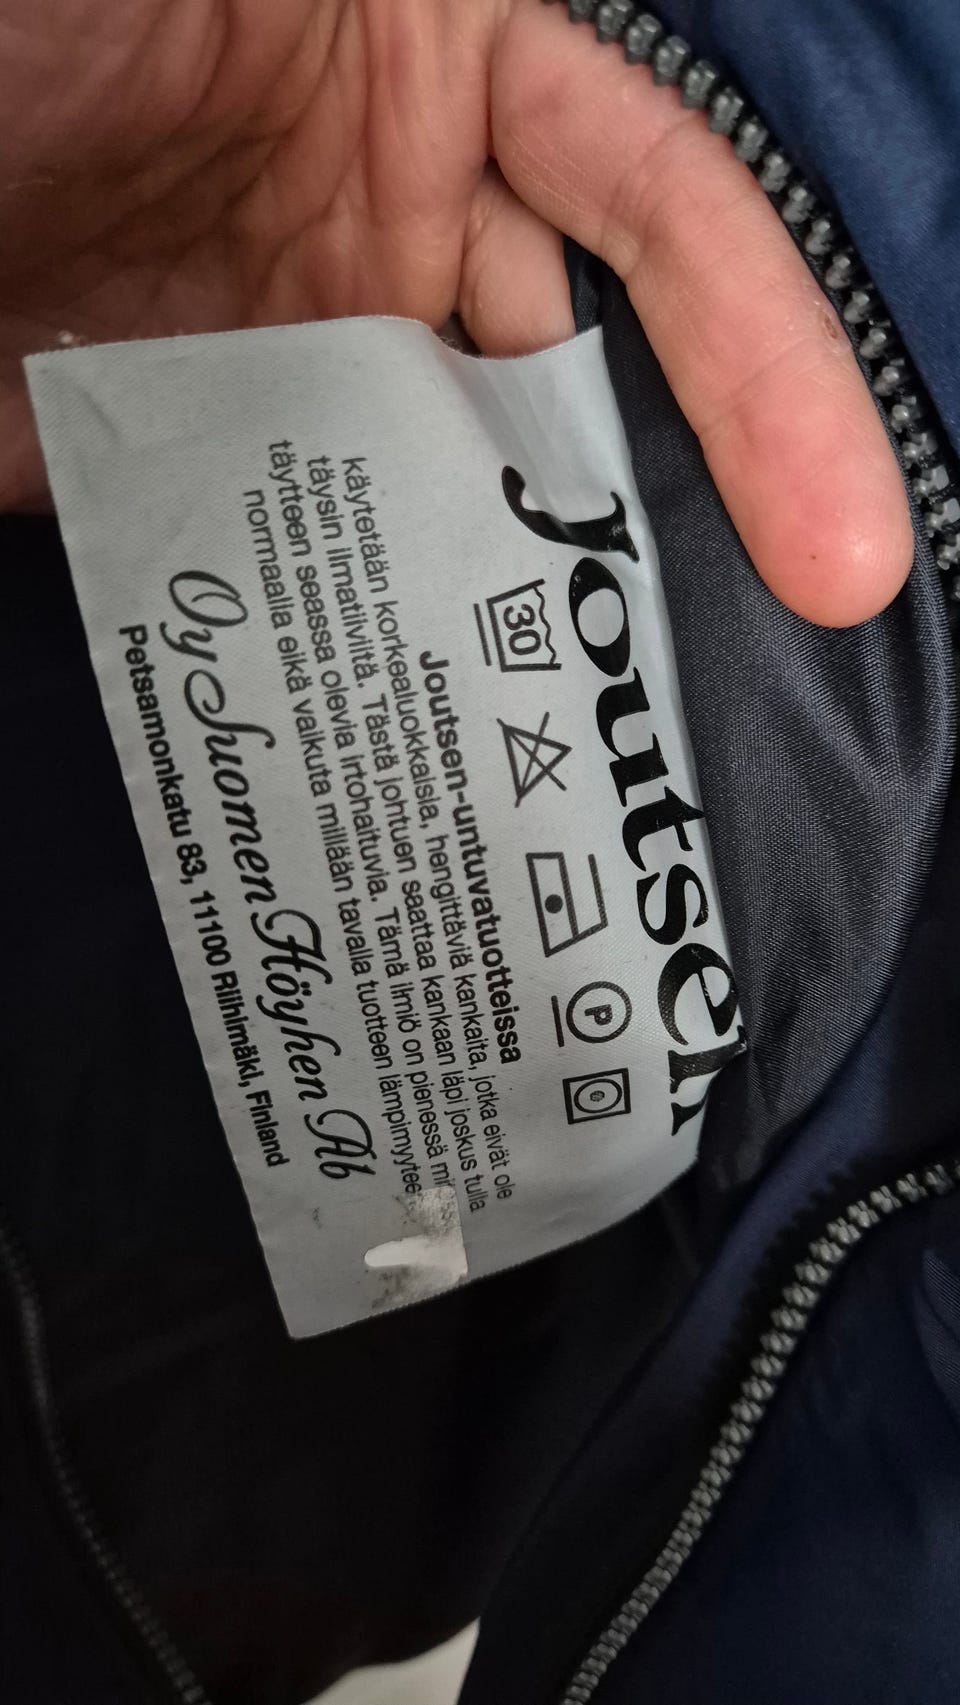 Joutsen
30 P
Joutsen-untuvatuotteissa
käytetään korkealuokkaisia, hengittäviä kankaita, jotka eivät ole
täysin ilmatiiviitä. Tästä johtuen saattaa kankaan läpi joskus tulla
täytteen seassa olevia irtohaituvia. Tämä ilmiö on pienessä
normaalia eikä vaikuta millään tavalla tuotteen lämpimyytee
Oy Suomen Höyhen Ab
Petsamonkatu 83, 11100 Riihimäki, Finland